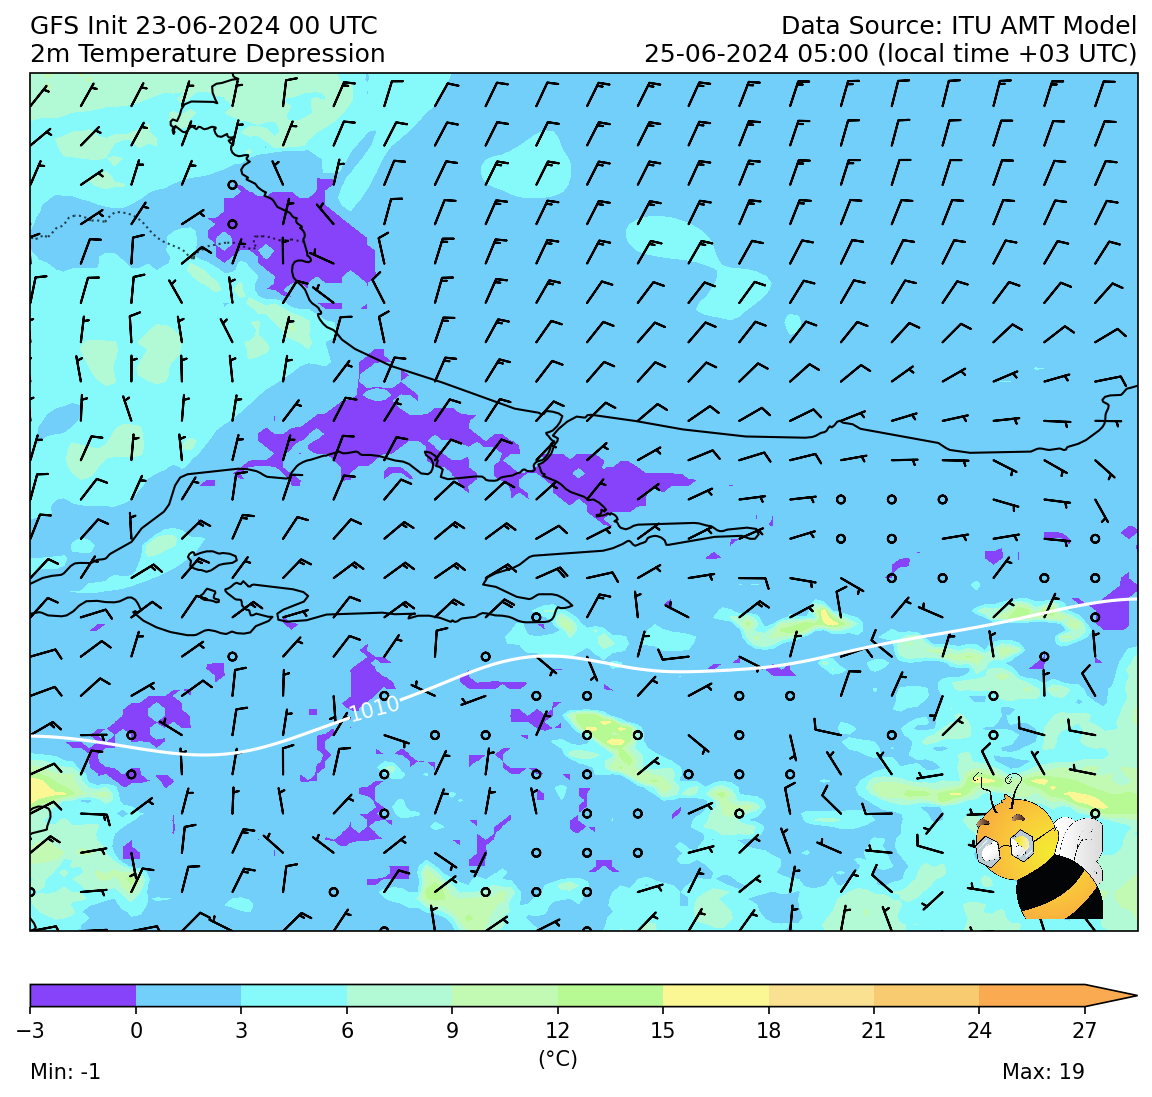 GFS Init 23-06-2024 00 UTC
Data Source: ITU AMT Model
2m Temperature Depression
25-06-2024 05:00 (local time +03 UTC)
1010
−3 0 3 6 9 12 15 18 21 24 27
(°C)
Min: -1
Max: 19